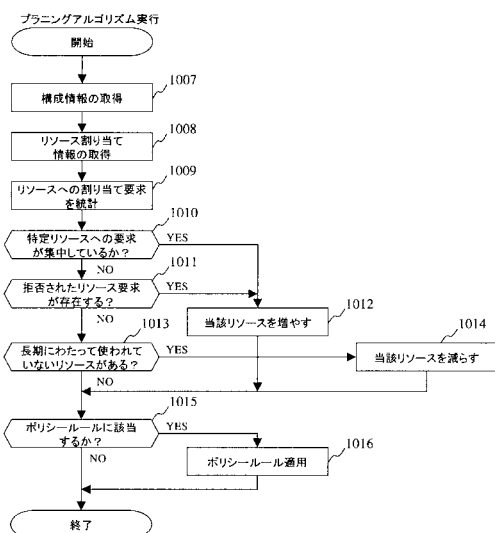 プラニングアルゴリズム実行
開始
構成情報の取得
1007
リソース割り当て
情報の取得
1008
リソースへの割り当て要求
を統計
1009
特定リソースへの要求
が集中しているか?
1010
YES
NO
拒否されたリソース要求
が存在する?
1011
YES
NO
当該リソースを増やす
1012
長期にわたって使われて
いないリソースがある?
1013
YES
NO
当該リソースを減らす
1014
ポリシールールに該当
するか?
1015
YES
NO
ポリシールール適用
1016
終了